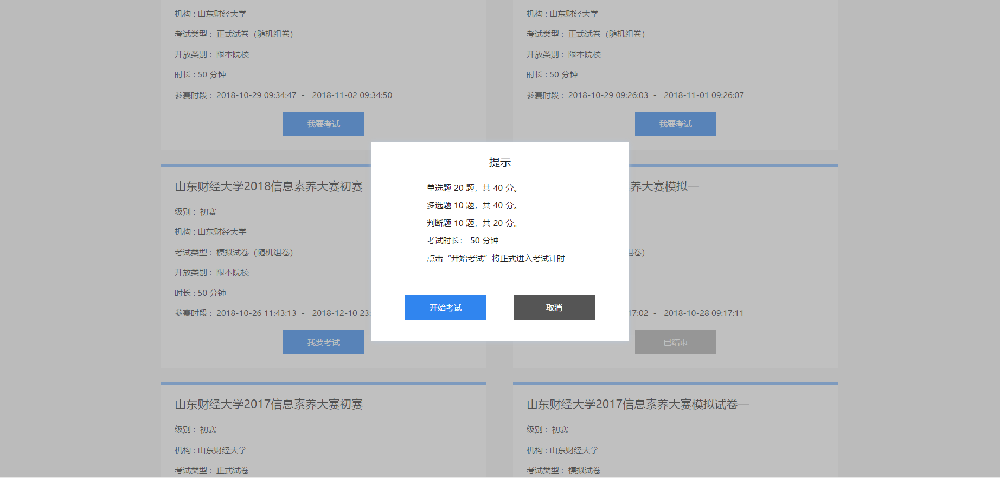 机构 : 山东财经大学
考试类型 : 正式试卷（随机组卷）
开放类别 : 限本院校
时长 : 50 分钟
参赛时段 : 2018-10-29 09:34:47 - 2018-11-02 09:34:50
我要考试
机构 : 山东财经大学
考试类型 : 正式试卷（随机组卷）
开放类别 : 限本院校
时长 : 50 分钟
参赛时段 : 2018-10-29 09:26:03 - 2018-11-01 09:26:07
我要考试
提示
单选题 20 题，共 40 分。
多选题 10 题，共 40 分。
判断题 10 题，共 20 分。
考试时长： 50 分钟
点击“开始考试”将正式进入考试计时
开始考试
取消
山东财经大学2018信息素养大赛初赛
级别 : 初赛
机构 : 山东财经大学
考试类型 : 模拟试卷（随机组卷）
开放类别 : 限本院校
时长 : 50 分钟
参赛时段 : 2018-10-26 11:43:13 - 2018-12-10 23:
我要考试
养大赛模拟一
组卷）
17:02 - 2018-10-28 09:17:11
已结束
山东财经大学2017信息素养大赛初赛
级别 : 初赛
机构 : 山东财经大学
考试类型 : 正式试卷
山东财经大学2017信息素养大赛模拟试卷一
级别 : 初赛
机构 : 山东财经大学
考试类型 : 模拟试卷